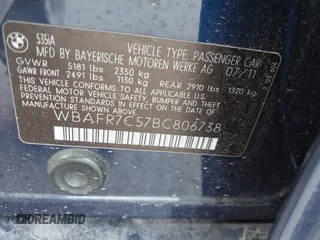 535iA
VEHICLE TYPE: PASSENGER CAR
MFD BY BAYERISCHE MOTOREN WERKE AG 07/11
GVWR 5181 lbs 2350 kg
GAWR FRONT 2491 lbs 1130 kg REAR 2910 lbs 1320 kg
THIS VEHICLE CONFORMS TO ALL APPLICABLE
FEDERAL MOTOR VEHICLE SAFETY, BUMPER,
AND THEFT PREVENTION STANDARDS IN EFFECT
ON THE DATE OF MANUFACTURE SHOWN ABOVE
WBAFR7C57BC806738
DREAMBID